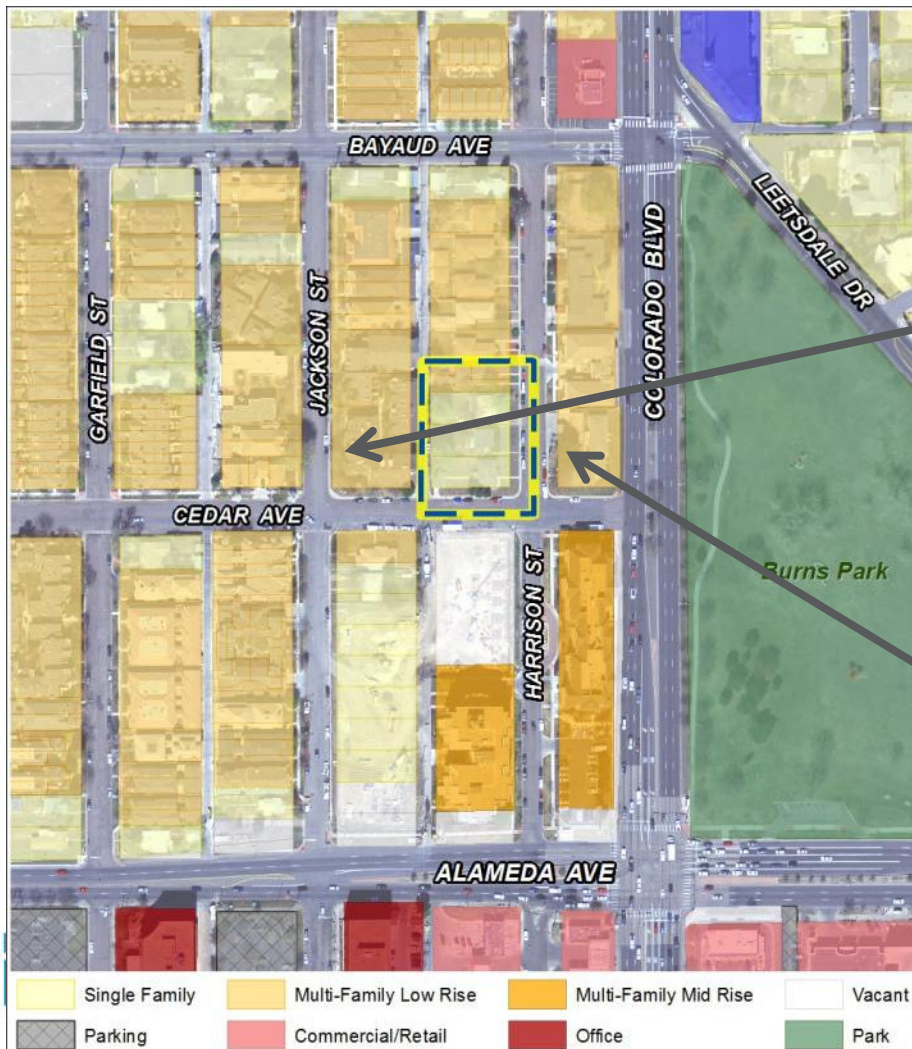 BAYAUD AVE
LEETSDALE DR
COLORADO BLVD
GARFIELD ST
JACKSON ST
CEDAR AVE
HARRISON ST
Burns Park
ALAMEDA AVE
Single Family
Multi-Family Low Rise
Multi-Family Mid Rise
Vacant
Parking
Commercial/Retail
Office
Park